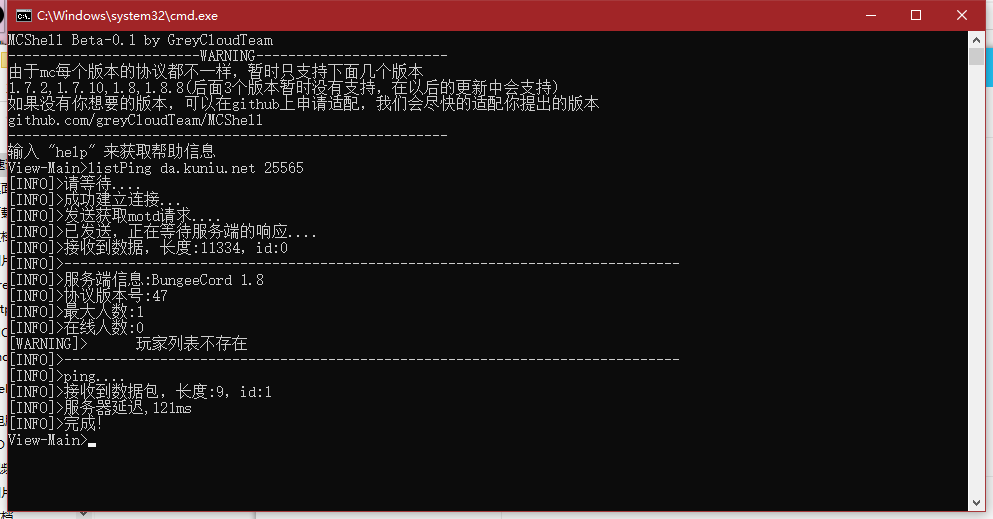 C:\Windows\system32\cmd.exe
MCShell Beta-0.1 by GreyCloudTeam
------------------------WARNING------------------------
由于mc每个版本的协议都不一样，暂时只支持下面几个版本
1.7.2,1.7.10,1.8,1.8.8(后面3个版本暂时没有支持，在以后的更新中会支持)
如果没有你想要的版本，可以在github上申请适配，我们会尽快的适配你提出的版本
github.com/greyCloudTeam/MCShell
-------------------------------------------------------
输入 "help" 来获取帮助信息
View-Main>listPing da.kuniu.net 25565
[INFO]>请等待....
[INFO]>成功建立连接...
[INFO]>发送获取motd请求....
[INFO]>已发送，正在等待服务端的响应....
[INFO]>接收到数据，长度:11334，id:0
[INFO]>-----------------------------------------------------------------------------
[INFO]>服务端信息:BungeeCord 1.8
[INFO]>协议版本号:47
[INFO]>最大人数:1
[INFO]>在线人数:0
[WARNING]>      玩家列表不存在
[INFO]>-----------------------------------------------------------------------------
[INFO]>ping....
[INFO]>接收到数据包，长度:9，id:1
[INFO]>服务器延迟,121ms
[INFO]>完成!
View-Main>